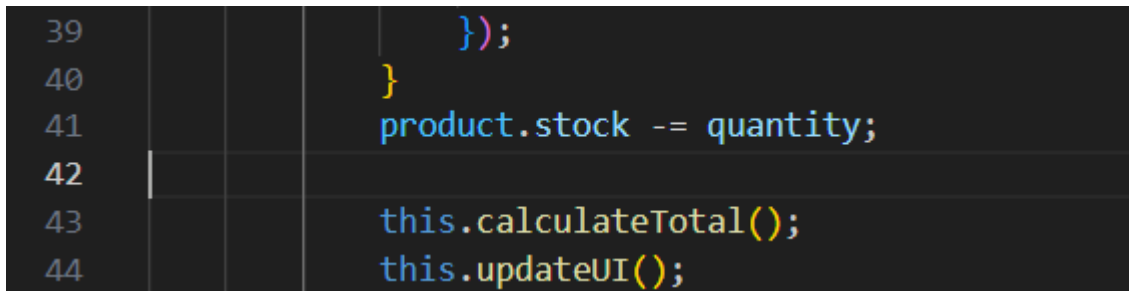 39 });
40 }
41 product.stock -= quantity;
42
43 this.calculateTotal();
44 this.updateUI();